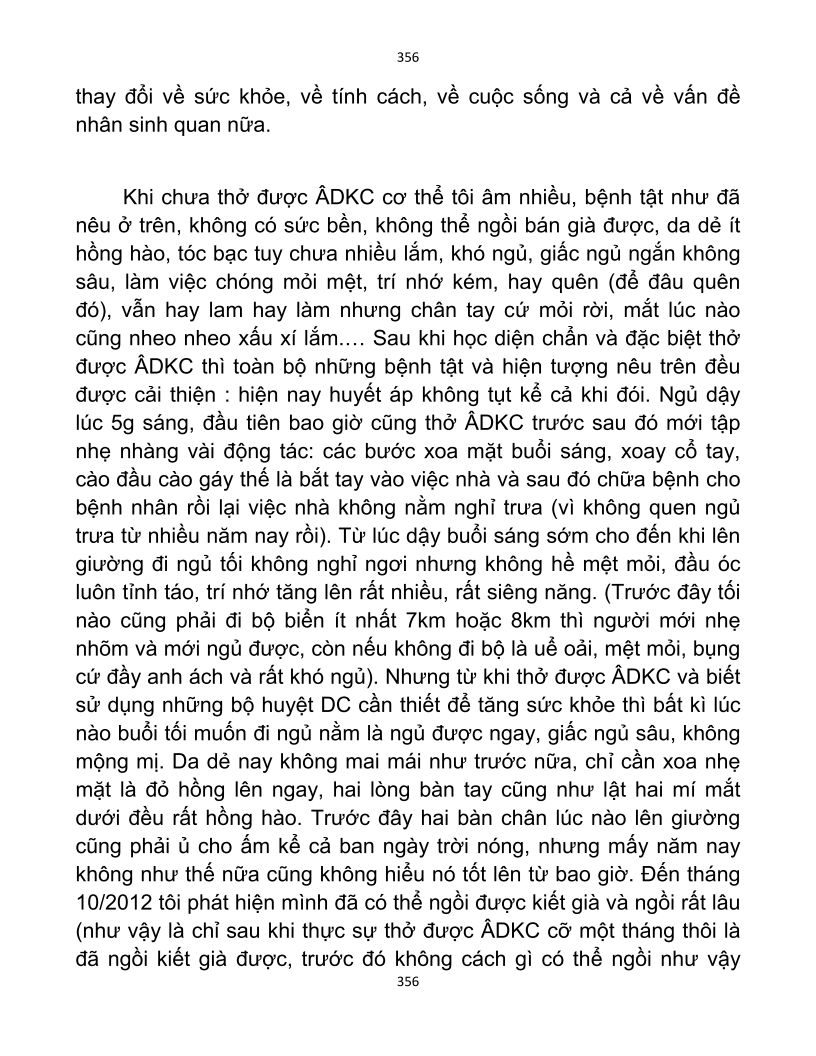 356
thay đổi về sức khỏe, về tính cách, về cuộc sống và cả về vấn đề
nhân sinh quan nữa.
Khi chưa thở được ÂDKC cơ thể tôi âm nhiều, bệnh tật như đã
nêu ở trên, không có sức bền, không thể ngồi bán già được, da dẻ ít
hồng hào, tóc bạc tuy chưa nhiều lắm, khó ngủ, giấc ngủ ngắn không
sâu, làm việc chóng mỏi mệt, trí nhớ kém, hay quên (để đâu quên
đó), vẫn hay lam hay làm nhưng chân tay cứ mỏi rời, mắt lúc nào
cũng nheo nheo xấu xí lắm.… Sau khi học diện chẩn và đặc biệt thở
được ÂDKC thì toàn bộ những bệnh tật và hiện tượng nêu trên đều
được cải thiện : hiện nay huyết áp không tụt kể cả khi đói. Ngủ dậy
lúc 5g sáng, đầu tiên bao giờ cũng thở ÂDKC trước sau đó mới tập
nhẹ nhàng vài động tác: các bước xoa mặt buổi sáng, xoay cổ tay,
cào đầu cào gáy thế là bắt tay vào việc nhà và sau đó chữa bệnh cho
bệnh nhân rồi lại việc nhà không nằm nghỉ trưa (vì không quen ngủ
trưa từ nhiều năm nay rồi). Từ lúc dậy buổi sáng sớm cho đến khi lên
giường đi ngủ tối không nghỉ ngơi nhưng không hề mệt mỏi, đầu óc
luôn tỉnh táo, trí nhớ tăng lên rất nhiều, rất siêng năng. (Trước đây tối
nào cũng phải đi bộ biển ít nhất 7km hoặc 8km thì người mới nhẹ
nhõm và mới ngủ được, còn nếu không đi bộ là uể oải, mệt mỏi, bụng
cứ đầy anh ách và rất khó ngủ). Nhưng từ khi thở được ÂDKC và biết
sử dụng những bộ huyệt DC cần thiết để tăng sức khỏe thì bất kì lúc
nào buổi tối muốn đi ngủ nằm là ngủ được ngay, giấc ngủ sâu, không
mộng mị. Da dẻ nay không mai mái như trước nữa, chỉ cần xoa nhẹ
mặt là đỏ hồng lên ngay, hai lòng bàn tay cũng như lật hai mí mắt
dưới đều rất hồng hào. Trước đây hai bàn chân lúc nào lên giường
cũng phải ủ cho ấm kể cả ban ngày trời nóng, nhưng mấy năm nay
không như thế nữa cũng không hiểu nó tốt lên từ bao giờ. Đến tháng
10/2012 tôi phát hiện mình đã có thể ngồi được kiết già và ngồi rất lâu
(như vậy là chỉ sau khi thực sự thở được ÂDKC cỡ một tháng thôi là
đã ngồi kiết già được, trước đó không cách gì có thể ngồi như vậy
356